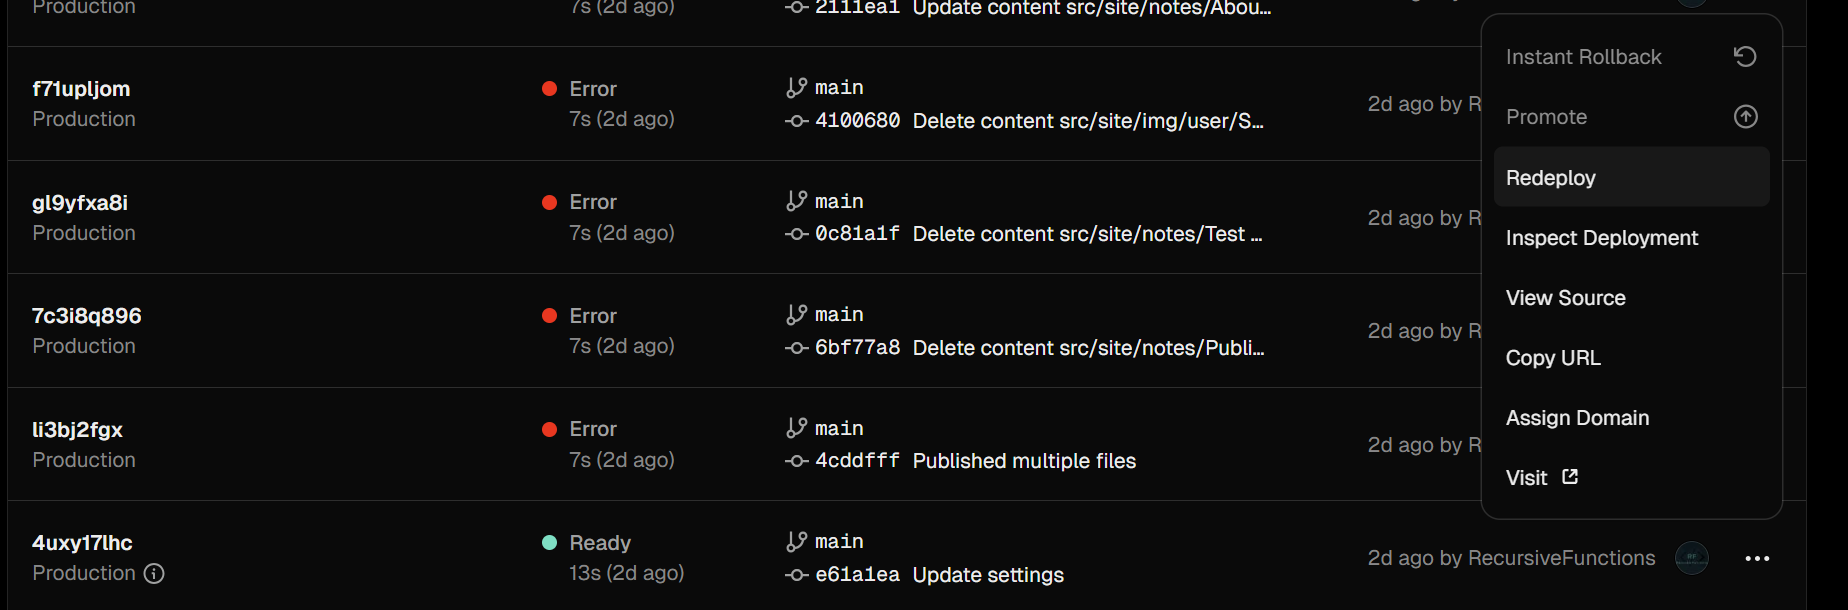 Production
7s (2d ago)
2111ea1 Update content src/site/notes/Abou...
f71upljom
Production
Error
7s (2d ago)
main
4100680 Delete content src/site/img/user/S...
2d ago by R
gl9yfxa8i
Production
Error
7s (2d ago)
main
0c81a1f Delete content src/site/notes/Test ...
2d ago by R
7c3i8q896
Production
Error
7s (2d ago)
main
6bf77a8 Delete content src/site/notes/Publi...
2d ago by R
li3bj2fgx
Production
Error
7s (2d ago)
main
4cddfff Published multiple files
2d ago by R
4uxy17lhc
Production
Ready
13s (2d ago)
main
e61a1ea Update settings
2d ago by RecursiveFunctions
Instant Rollback
Promote
Redeploy
Inspect Deployment
View Source
Copy URL
Assign Domain
Visit